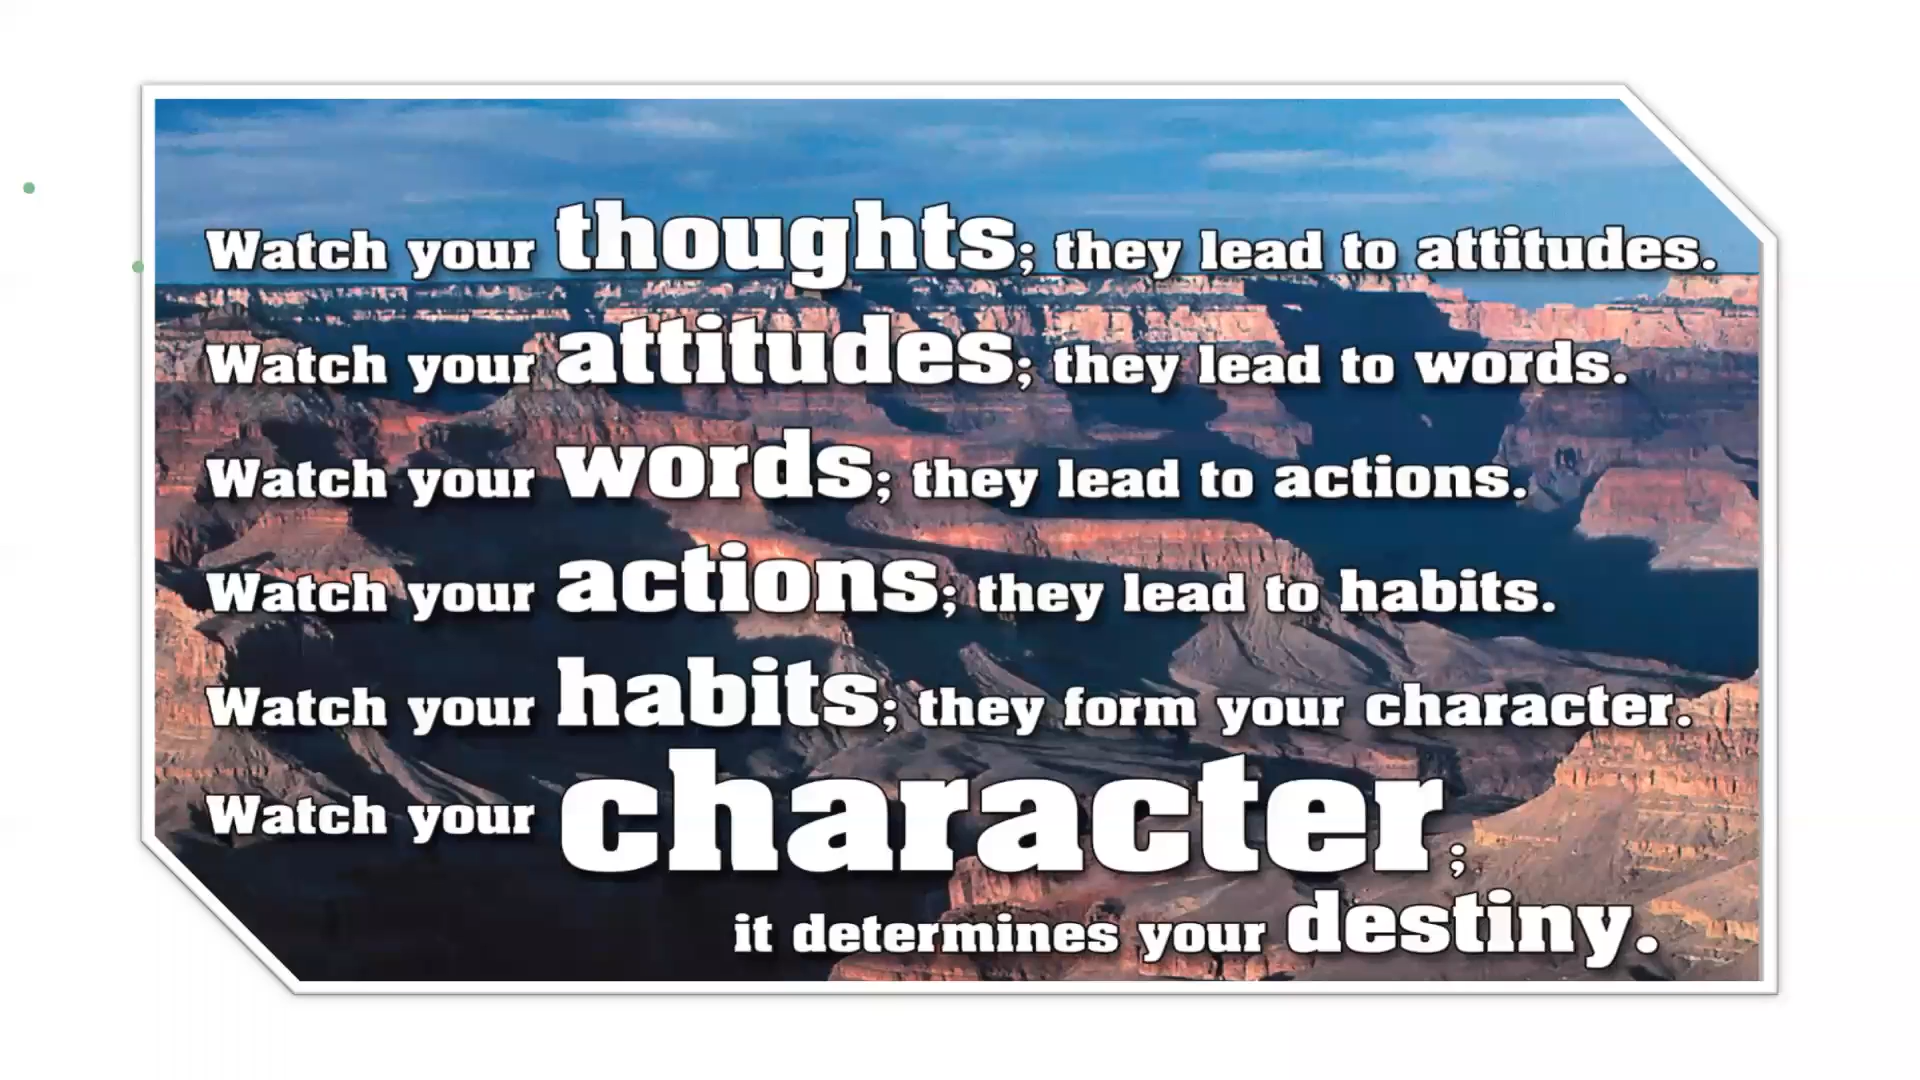 Watch your thoughts; they lead to attitudes.
Watch your attitudes; they lead to words.
Watch your words; they lead to actions.
Watch your actions; they lead to habits.
Watch your habits; they form your character.
Watch your character;
it determines your destiny.